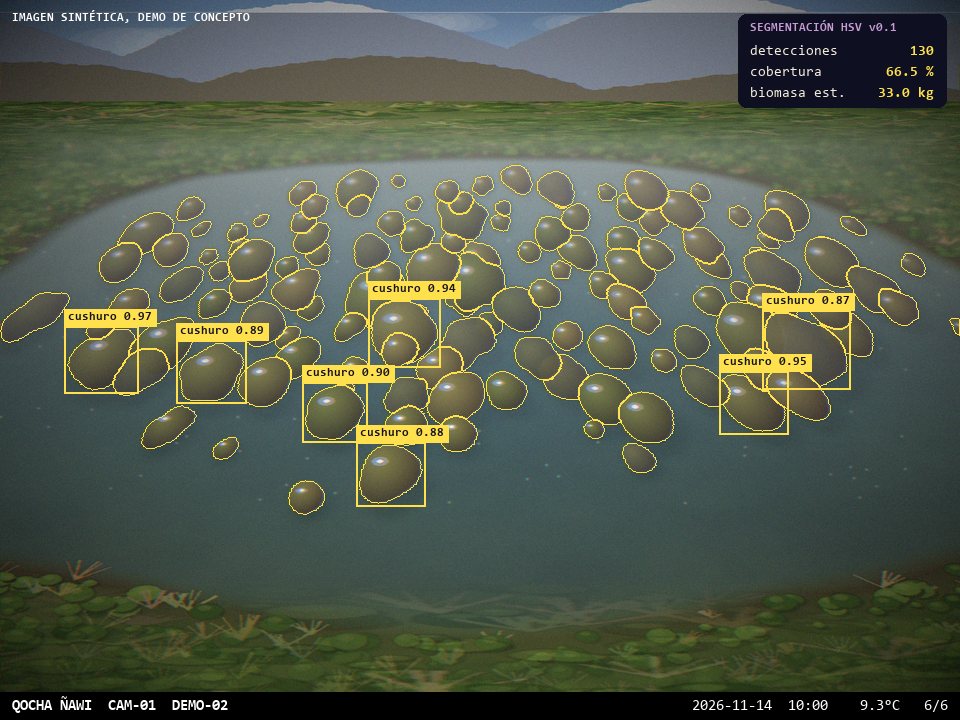 IMAGEN SINTÉTICA, DEMO DE CONCEPTO
SEGMENTACIÓN HSV v0.1
detecciones 130
cobertura 66.5 %
biomasa est. 33.0 kg
cushuro 0.94
cushuro 0.87
cushuro 0.97
cushuro 0.89
cushuro 0.95
cushuro 0.90
cushuro 0.88
QOCHA ÑAWI CAM-01 DEMO-02 2026-11-14 10:00 9.3°C 6/6